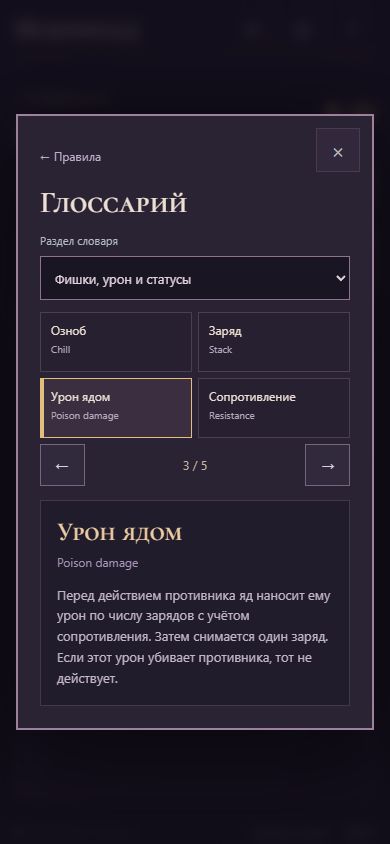 ← Правила
×
Глоссарий
Раздел словаря
Фишки, урон и статусы
Озноб
Chill
Заряд
Stack
Урон ядом
Poison damage
Сопротивление
Resistance
← 3 / 5 →
Урон ядом
Poison damage
Перед действием противника яд наносит ему
урон по числу зарядов с учётом
сопротивления. Затем снимается один заряд.
Если этот урон убивает противника, тот не
действует.